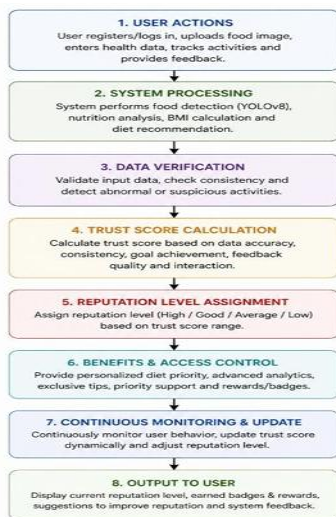 1. USER ACTIONS
User registers/logs in, uploads food image,
enters health data, tracks activities and
provides feedback.
2. SYSTEM PROCESSING
System performs food detection (YOLOv8),
nutrition analysis, BMI calculation and
diet recommendation.
3. DATA VERIFICATION
Validate input data, check consistency and
detect abnormal or suspicious activities.
4. TRUST SCORE CALCULATION
Calculate trust score based on data accuracy,
consistency, goal achievement, feedback
quality and interaction.
5. REPUTATION LEVEL ASSIGNMENT
Assign reputation level (High / Good / Average / Low)
based on trust score range.
6. BENEFITS & ACCESS CONTROL
Provide personalized diet priority, advanced analytics,
exclusive tips, priority support and rewards/badges.
7. CONTINUOUS MONITORING & UPDATE
Continuously monitor user behavior, update trust score
dynamically and adjust reputation level.
8. OUTPUT TO USER
Display current reputation level, earned badges & rewards,
suggestions to improve reputation and system feedback.